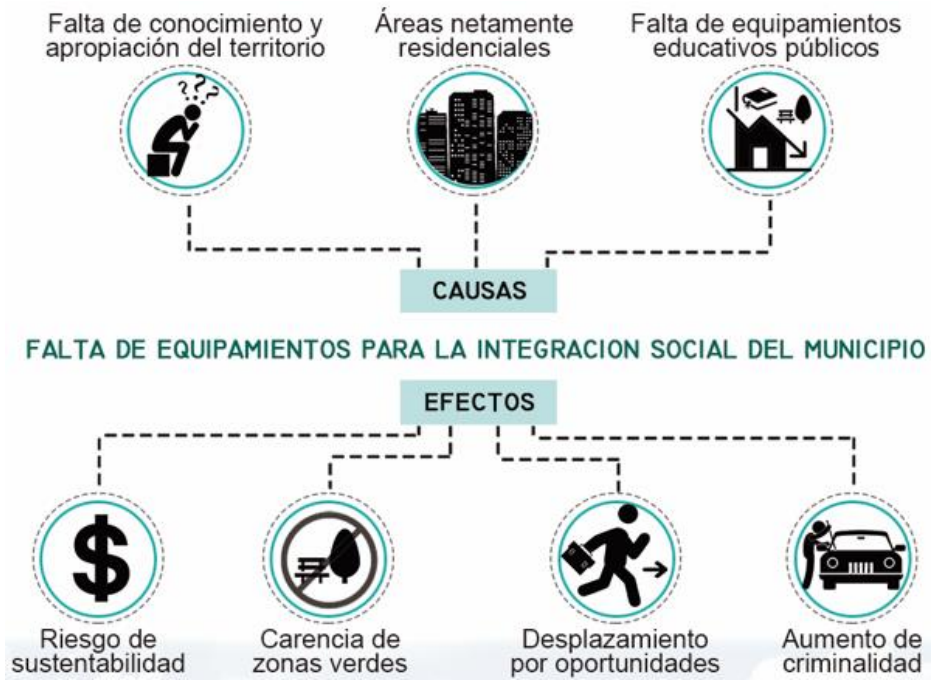 Falta de conocimiento y
apropiación del territorio
Áreas netamente
residenciales
Falta de equipamientos
educativos públicos
???
CAUSAS
FALTA DE EQUIPAMIENTOS PARA LA INTEGRACION SOCIAL DEL MUNICIPIO
EFECTOS
$
Riesgo de
sustentabilidad
Carencia de
zonas verdes
Desplazamiento
por oportunidades
Aumento de
criminalidad